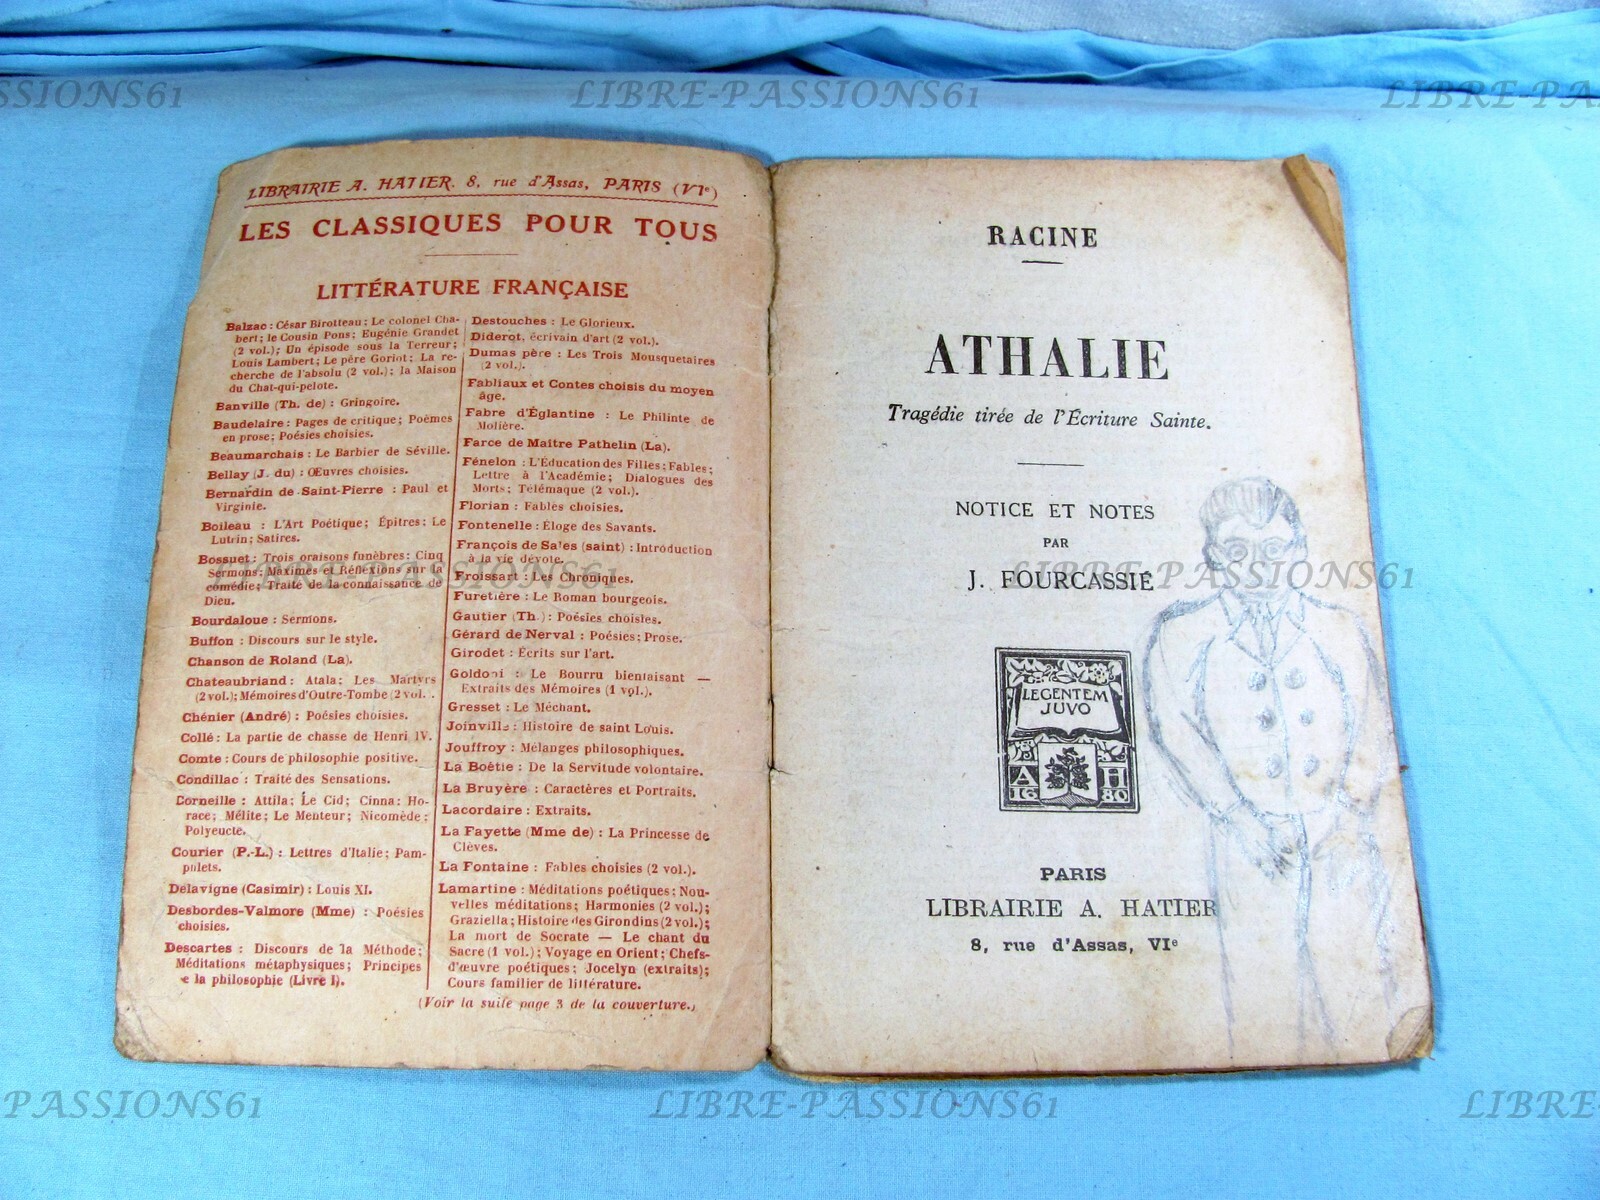 LIBRE-PASSIONS61
LIBRAIRIE A. HATIER. 8, rue d'Assas, PARIS (VIe)
LES CLASSIQUES POUR TOUS
LITTÉRATURE FRANÇAISE
Balzac : César Birotteau ; Le colonel Cha-
bert ; le Cousin Pons ; Eugénie Grandet
(2 vol.) ; Un épisode sous la Terreur ;
Louis Lambert ; Le père Goriot ; La re-
cherche de l'absolu (2 vol.) ; la Maison
du Chat-qui-pelote.
Banville (Th. de) : Gringoire.
Baudelaire : Pages de critique ; Poèmes
en prose ; Poésies choisies.
Beaumarchais : Le Barbier de Séville.
Bellay (J. du) : Œuvres choisies.
Bernardin de Saint-Pierre : Paul et
Virginie.
Boileau : L'Art Poétique ; Épitres ; Le
Lutrin ; Satires.
Bossuet : Trois oraisons funèbres ; Cinq
Sermons ; Maximes et Réflexions sur la
comédie ; Traité de la connaissance de
Dieu.
Bourdaloue : Sermons.
Buffon : Discours sur le style.
Chanson de Roland (La).
Chateaubriand : Atala ; Les Martyrs
(2 vol.) ; Mémoires d'Outre-Tombe (2 vol. .
Chénier (André) : Poésies choisies.
Collé : La partie de chasse de Henri IV.
Comte : Cours de philosophie positive.
Condillac : Traité des Sensations.
Corneille : Attila ; Le Cid ; Cinna ; Ho-
race ; Mélite ; Le Menteur ; Nicomède ;
Polyeucte.
Courier (P.-L.) : Lettres d'Italie ; Pam-
phlets.
Delavigne (Casimir) : Louis XI.
Desbordes-Valmore (Mme) : Poésies
choisies.
Descartes : Discours de la Méthode ;
Méditations métaphysiques ; Principes
e la philosophie (Livre I).
Destouches : Le Glorieux.
Diderot, écrivain d'art (2 vol.).
Dumas père : Les Trois Mousquetaires
(2 vol.).
Fabliaux et Contes choisis du moyen
âge.
Fabre d'Églantine : Le Philinte de
Molière.
Farce de Maitre Pathelin (La).
Fénelon : L'Éducation des Filles ; Fables ;
Lettre à l'Académie ; Dialogues des
Morts ; Télémaque (2 vol.).
Florian : Fables choisies.
Fontenelle : Éloge des Savants.
François de Sales (saint) : Introduction
à la vie dévote.
Froissart : Les Chroniques.
Furetière : Le Roman bourgeois.
Gautier (Th.) : Poésies choisies.
Gérard de Nerval : Poésies ; Prose.
Girodet : Écrits sur l'art.
Goldoni : Le Bourru bienfaisant —
Extraits des Mémoires (1 vol.).
Gresset : Le Méchant.
Joinville : Histoire de saint Louis.
Jouffroy : Mélanges philosophiques.
La Boétie : De la Servitude volontaire.
La Bruyère : Caractères et Portraits.
Lacordaire : Extraits.
La Fayette (Mme de) : La Princesse de
Clèves.
La Fontaine : Fables choisies (2 vol.).
Lamartine : Méditations poétiques ; Nou-
velles méditations ; Harmonies (2 vol.) ;
Graziella ; Histoire des Girondins (2 vol.) ;
La mort de Socrate — Le chant du
Sacre (1 vol.) ; Voyage en Orient ; Chefs-
d'œuvre poétiques ; Jocelyn (extraits) ;
Cours familier de littérature.
(Voir la suite page 3 de la couverture.)
RACINE
ATHALIE
Tragédie tirée de l'Écriture Sainte.
NOTICE ET NOTES
PAR
J. FOURCASSIÉ
LEGENTEM
JUVO
A H
1680
PARIS
LIBRAIRIE A. HATIER
8, rue d'Assas, VIe